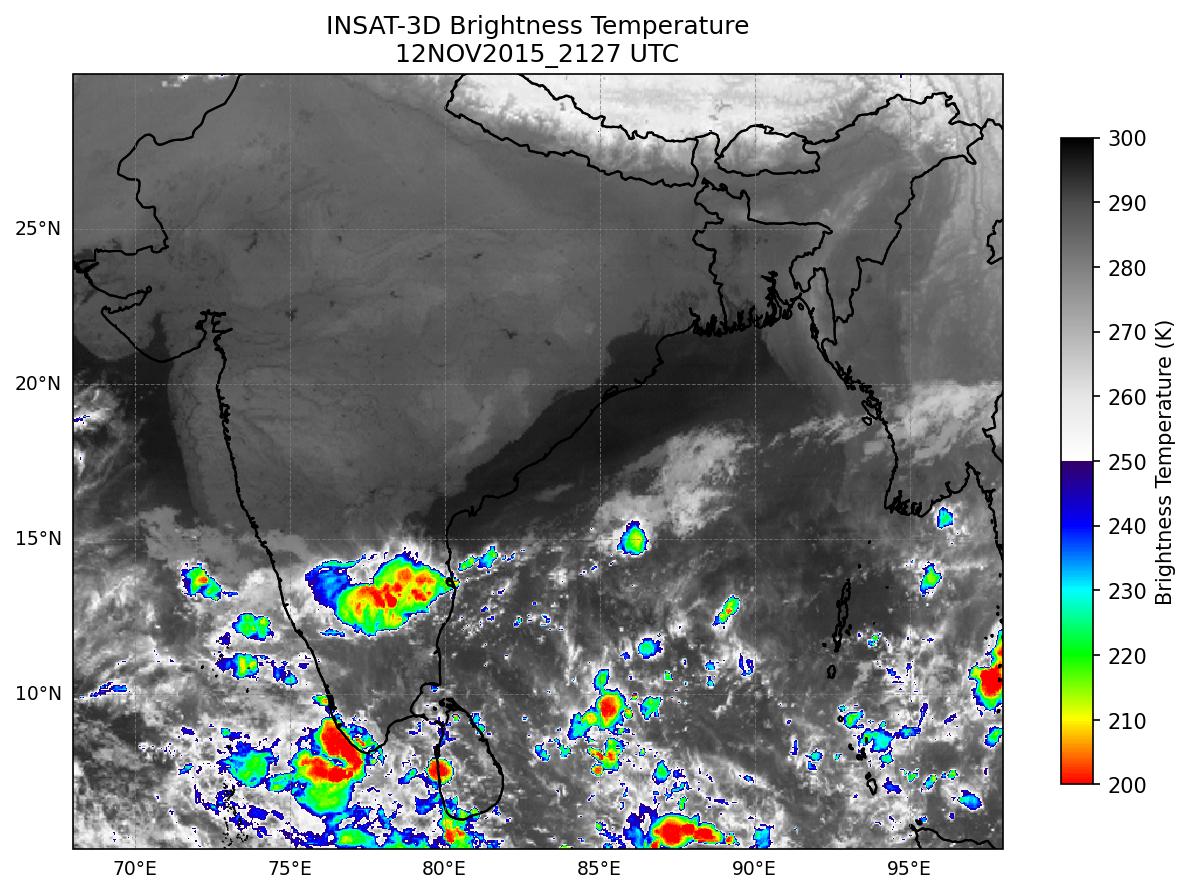 INSAT-3D Brightness Temperature
12NOV2015_2127 UTC
25°N
20°N
15°N
10°N
70°E
75°E
80°E
85°E
90°E
95°E
300
290
280
270
260
250
240
230
220
210
200
Brightness Temperature (K)